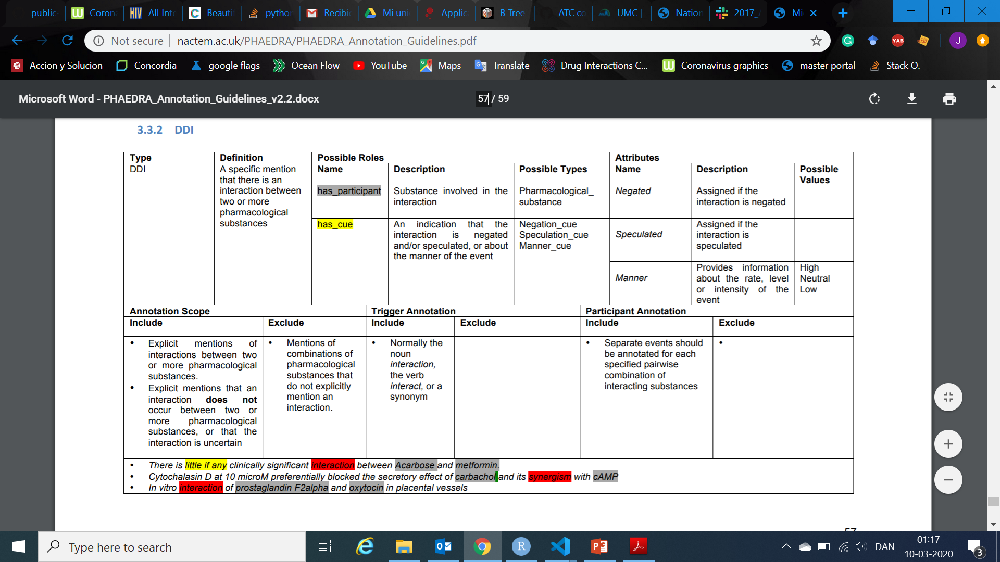 public
Corona
All Inte
Beauti
python
Recibi
Mi uni
Applic
B Tree
ATC co
UMC |
Nation
2017_
Mi
Not secure
nactem.ac.uk/PHAEDRA/PHAEDRA_Annotation_Guidelines.pdf
YAB
J
Accion y Solucion
Concordia
google flags
Ocean Flow
YouTube
Maps
Translate
Drug Interactions C...
Coronavirus graphics
master portal
Stack O.
Microsoft Word - PHAEDRA_Annotation_Guidelines_v2.2.docx
57 / 59
3.3.2 DDI
Type
Definition
Possible Roles
Attributes
DDI
A specific mention
that there is an
interaction between
two or more
pharmacological
substances
Name
Description
Possible Types
Name
Description
Possible
Values
has_participant
Substance involved in the
interaction
Pharmacological_
substance
Negated
Assigned if the
interaction is negated
has_cue
An indication that the
interaction is negated
and/or speculated, or about
the manner of the event
Negation_cue
Speculation_cue
Manner_cue
Speculated
Assigned if the
interaction is
speculated
Manner
Provides information
about the rate, level
or intensity of the
event
High
Neutral
Low
Annotation Scope
Trigger Annotation
Participant Annotation
Include
Exclude
Include
Exclude
Include
Exclude
• Explicit mentions of
interactions between two
or more pharmacological
substances.
• Explicit mentions that an
interaction does not
occur between two or
more pharmacological
substances, or that the
interaction is uncertain
• Mentions of
combinations of
pharmacological
substances that
do not explicitly
mention an
interaction.
• Normally the
noun
interaction,
the verb
interact, or a
synonym
• Separate events should
be annotated for each
specified pairwise
combination of
interacting substances
•
• There is little if any clinically significant interaction between Acarbose and metformin.
• Cytochalasin D at 10 microM preferentially blocked the secretory effect of carbachol and its synergism with cAMP
• In vitro interaction of prostaglandin F2alpha and oxytocin in placental vessels
57
Type here to search
DAN
01:17
10-03-2020
3